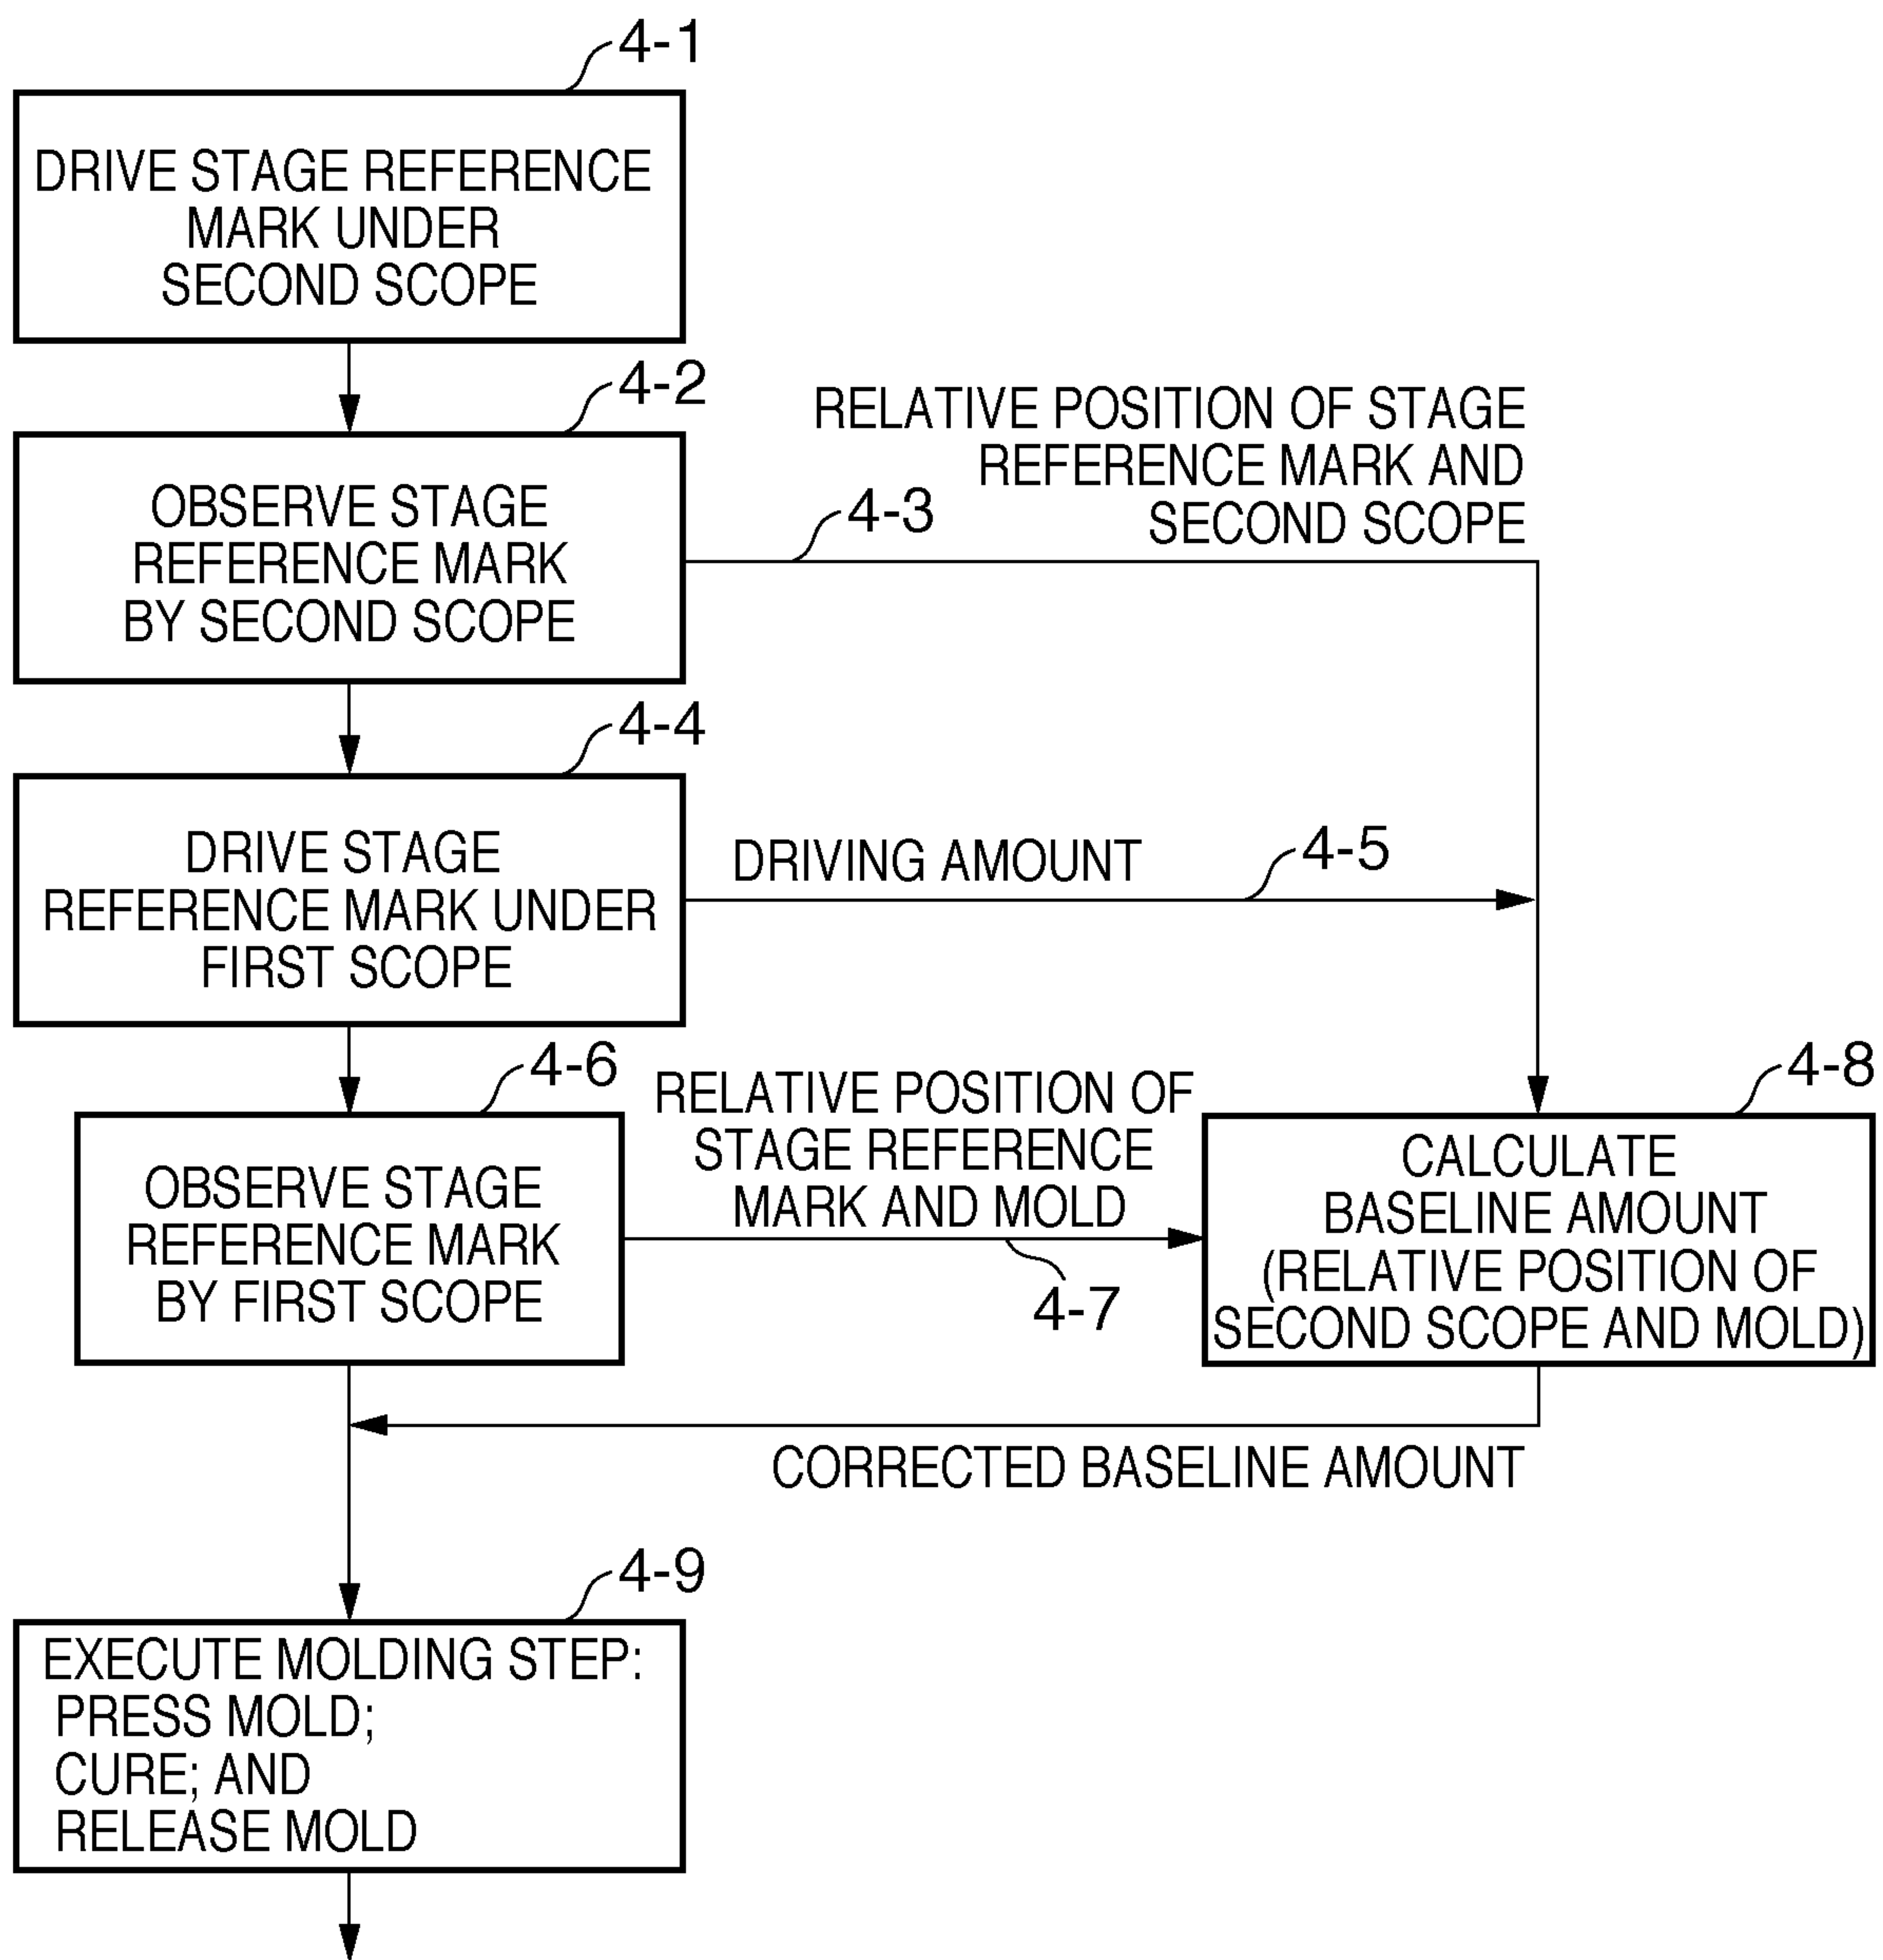 4-1
DRIVE STAGE REFERENCE
MARK UNDER
SECOND SCOPE
4-2
OBSERVE STAGE
REFERENCE MARK
BY SECOND SCOPE
RELATIVE POSITION OF STAGE
REFERENCE MARK AND
SECOND SCOPE
4-3
4-4
DRIVE STAGE
REFERENCE MARK UNDER
FIRST SCOPE
DRIVING AMOUNT
4-5
4-6
OBSERVE STAGE
REFERENCE MARK
BY FIRST SCOPE
RELATIVE POSITION OF
STAGE REFERENCE
MARK AND MOLD
4-7
4-8
CALCULATE
BASELINE AMOUNT
(RELATIVE POSITION OF
SECOND SCOPE AND MOLD)
CORRECTED BASELINE AMOUNT
4-9
EXECUTE MOLDING STEP:
PRESS MOLD;
CURE; AND
RELEASE MOLD